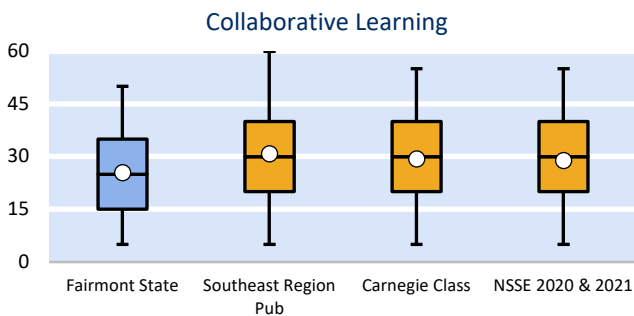 Collaborative Learning
60
45
30
15
0
Fairmont State
Southeast Region
Pub
Carnegie Class
NSSE 2020 & 2021